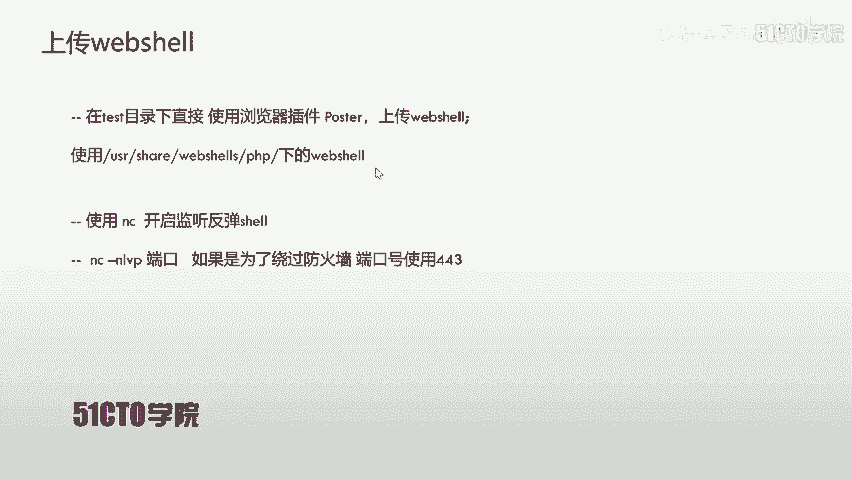 上传webshell
51CTO学院
-- 在test目录下直接 使用浏览器插件 Poster，上传webshell;
使用/usr/share/webshells/php/下的webshell
-- 使用 nc 开启监听反弹shell
-- nc –nlvp 端口 如果是为了绕过防火墙 端口号使用443
51CTO学院